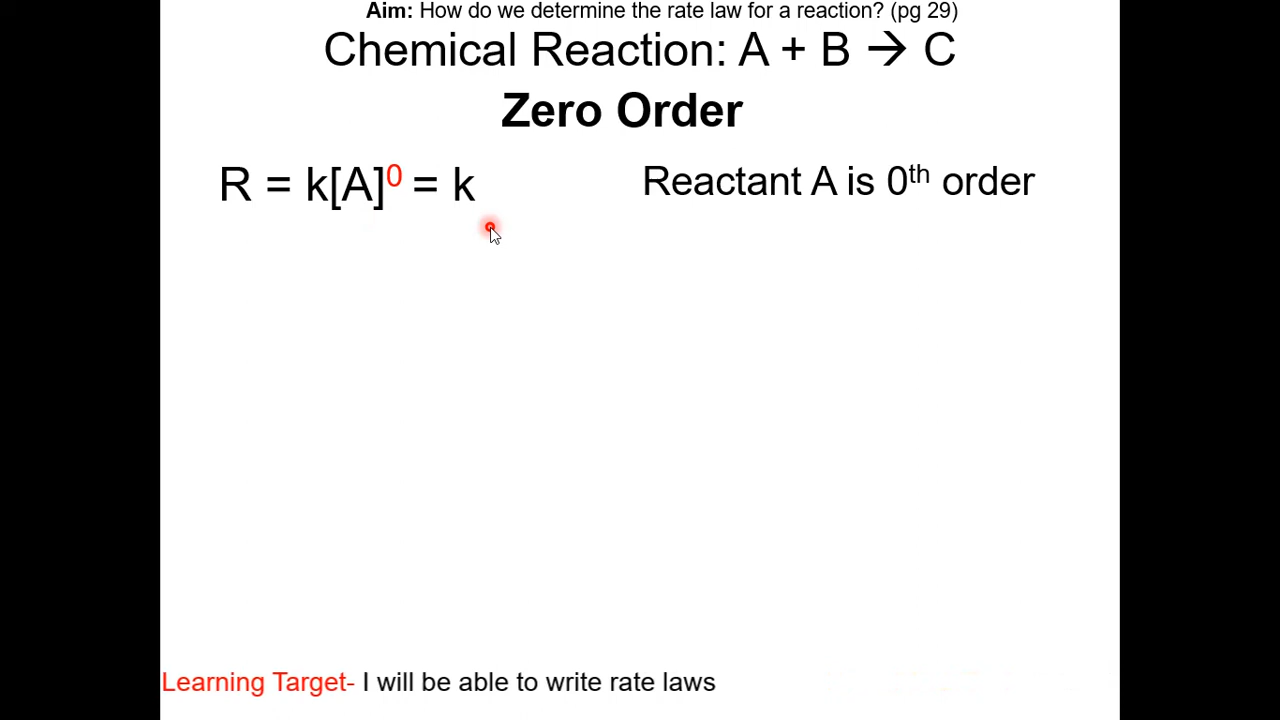 Aim: How do we determine the rate law for a reaction? (pg 29)
Chemical Reaction: A + B → C
Zero Order
R = k[A]⁰ = k
Reactant A is 0ᵗʰ order
Learning Target- I will be able to write rate laws